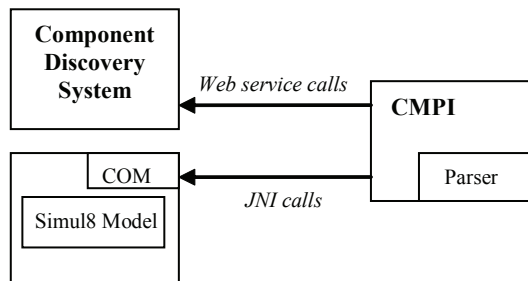 Component
Discovery
System
Web service calls
CMPI
COM
JNI calls
Parser
Simul8 Model